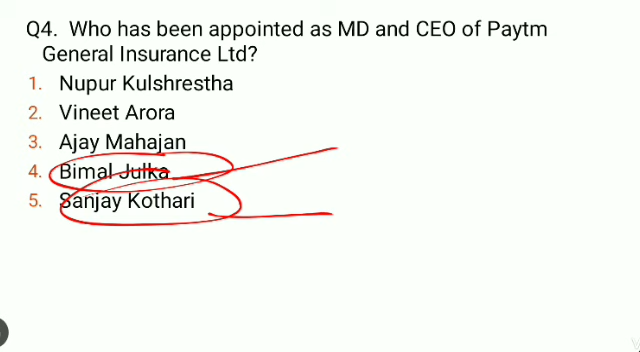 Q4. Who has been appointed as MD and CEO of Paytm
General Insurance Ltd?
1. Nupur Kulshrestha
2. Vineet Arora
3. Ajay Mahajan
4. Bimal Julka
5. Sanjay Kothari